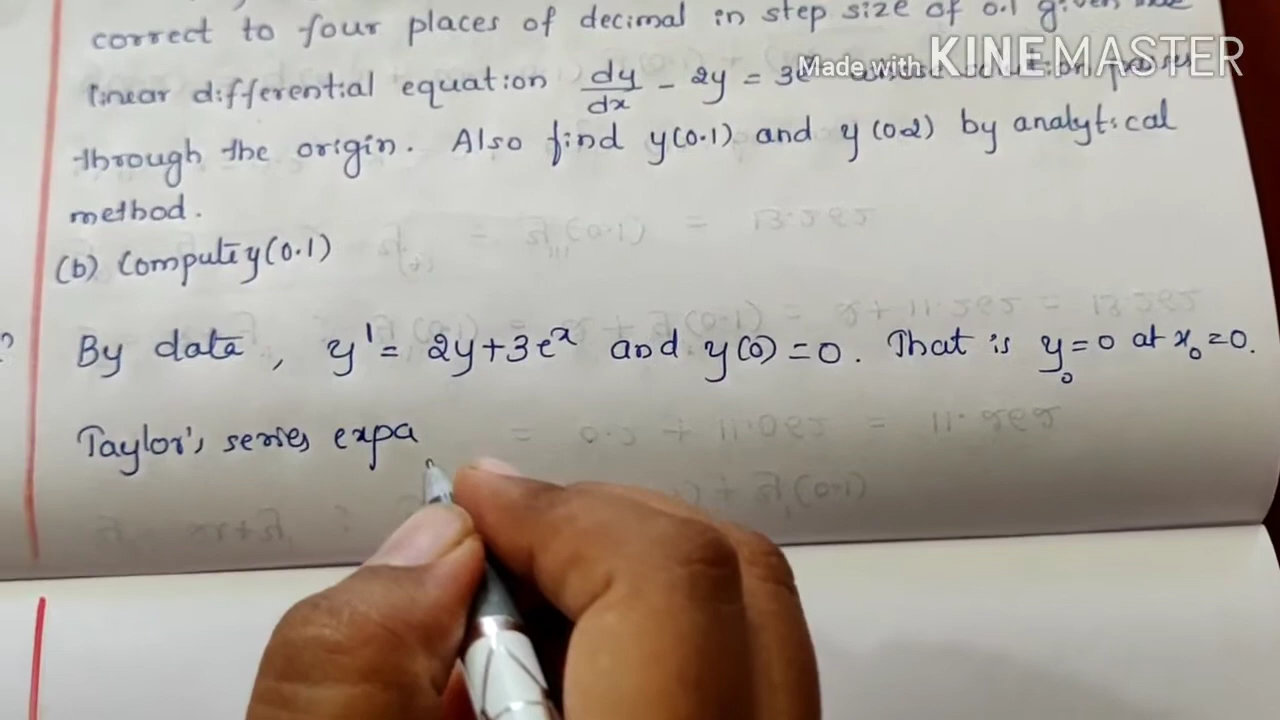 correct to four places of decimal in step size of 0.1 given the
linear differential equation dy/dx - 2y = 3e
Made with KINEMASTER
through the origin. Also find y(0.1) and y(0.2) by analytical
method.
(b) Compute y(0.1)
?
By data, y' = 2y+3e^x and y(0)=0. That is y₀=0 at x₀=0.
Taylor's series expa